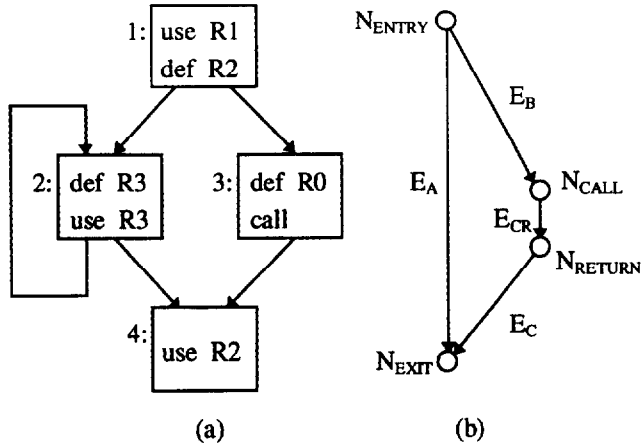 1: use R1
def R2
2: def R3
use R3
3: def R0
call
4: use R2
(a)
N_ENTRY
E_B
E_A
N_CALL
E_CR
N_RETURN
E_C
N_EXIT
(b)